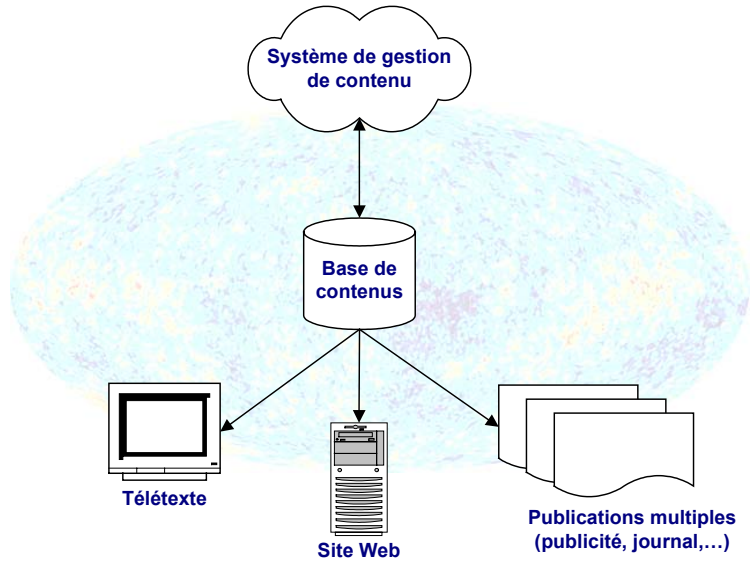 Système de gestion
de contenu
Base de
contenus
Télétexte
Site Web
Publications multiples
(publicité, journal,…)